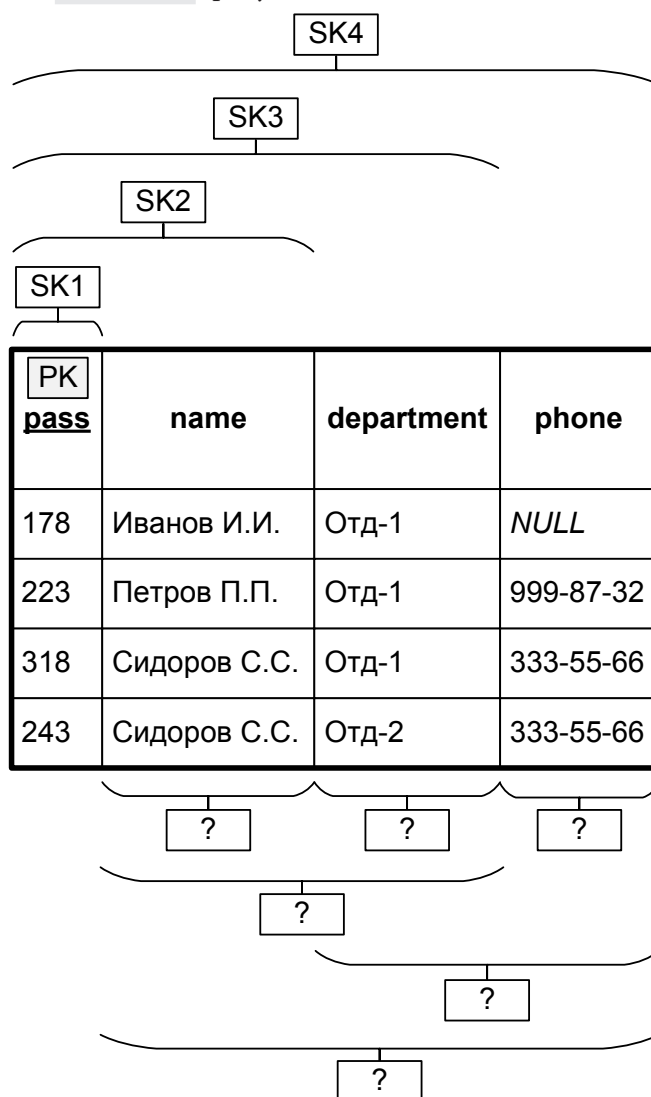 SK4
SK3
SK2
SK1
PK
pass name department phone
178 Иванов И.И. Отд-1 NULL
223 Петров П.П. Отд-1 999-87-32
318 Сидоров С.С. Отд-1 333-55-66
243 Сидоров С.С. Отд-2 333-55-66
? ? ?
?
?
?